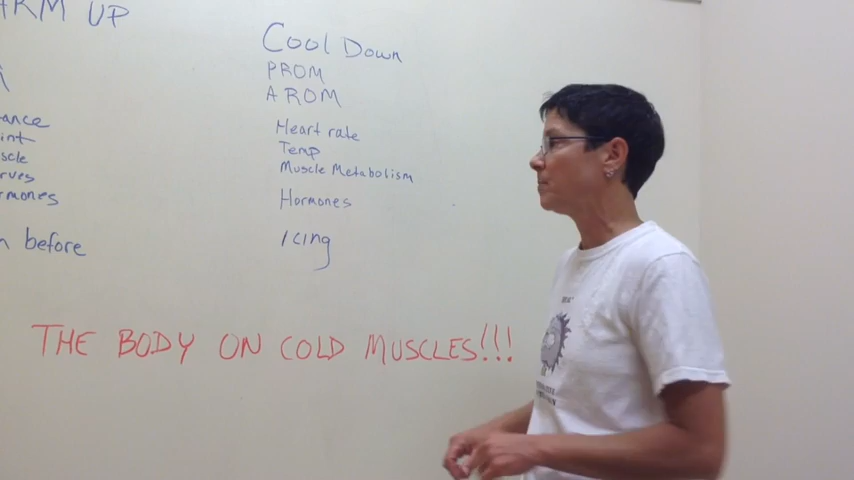 ARM UP
ance
int
scle
rves
rmones
n before
Cool Down
PROM
AROM
Heart rate
Temp
Muscle Metabolism
Hormones
Icing
THE BODY ON COLD MUSCLES!!!